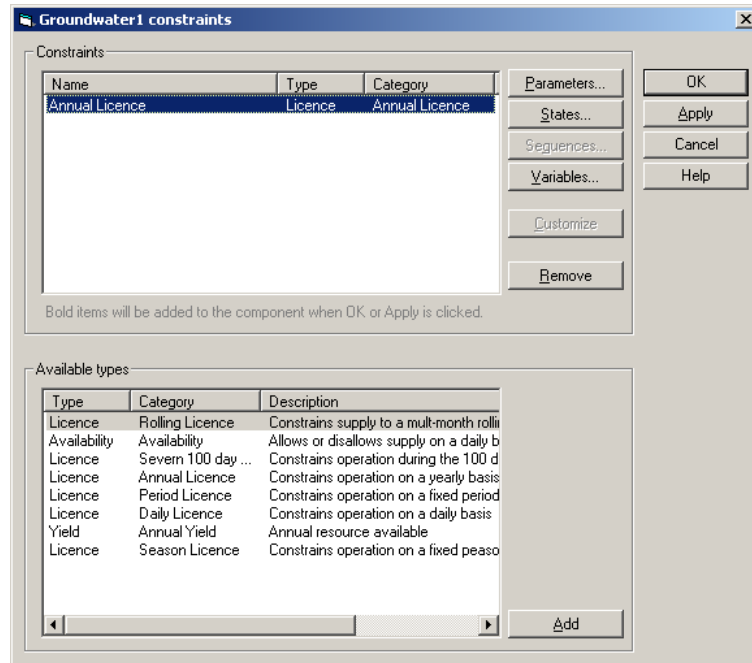 Groundwater1 constraints
Constraints
Name Type Category
Annual Licence Licence Annual Licence
Parameters...
States...
Sequences...
Variables...
Customize
Remove
OK
Apply
Cancel
Help
Bold items will be added to the component when OK or Apply is clicked.
Available types
Type Category Description
Licence Rolling Licence Constrains supply to a mult-month rollin
Availability Availability Allows or disallows supply on a daily b
Licence Severn 100 day ... Constrains operation during the 100 d
Licence Annual Licence Constrains operation on a yearly basis
Licence Period Licence Constrains operation on a fixed period
Licence Daily Licence Constrains operation on a daily basis
Yield Annual Yield Annual resource available
Licence Season Licence Constrains operation on a fixed peaso
Add